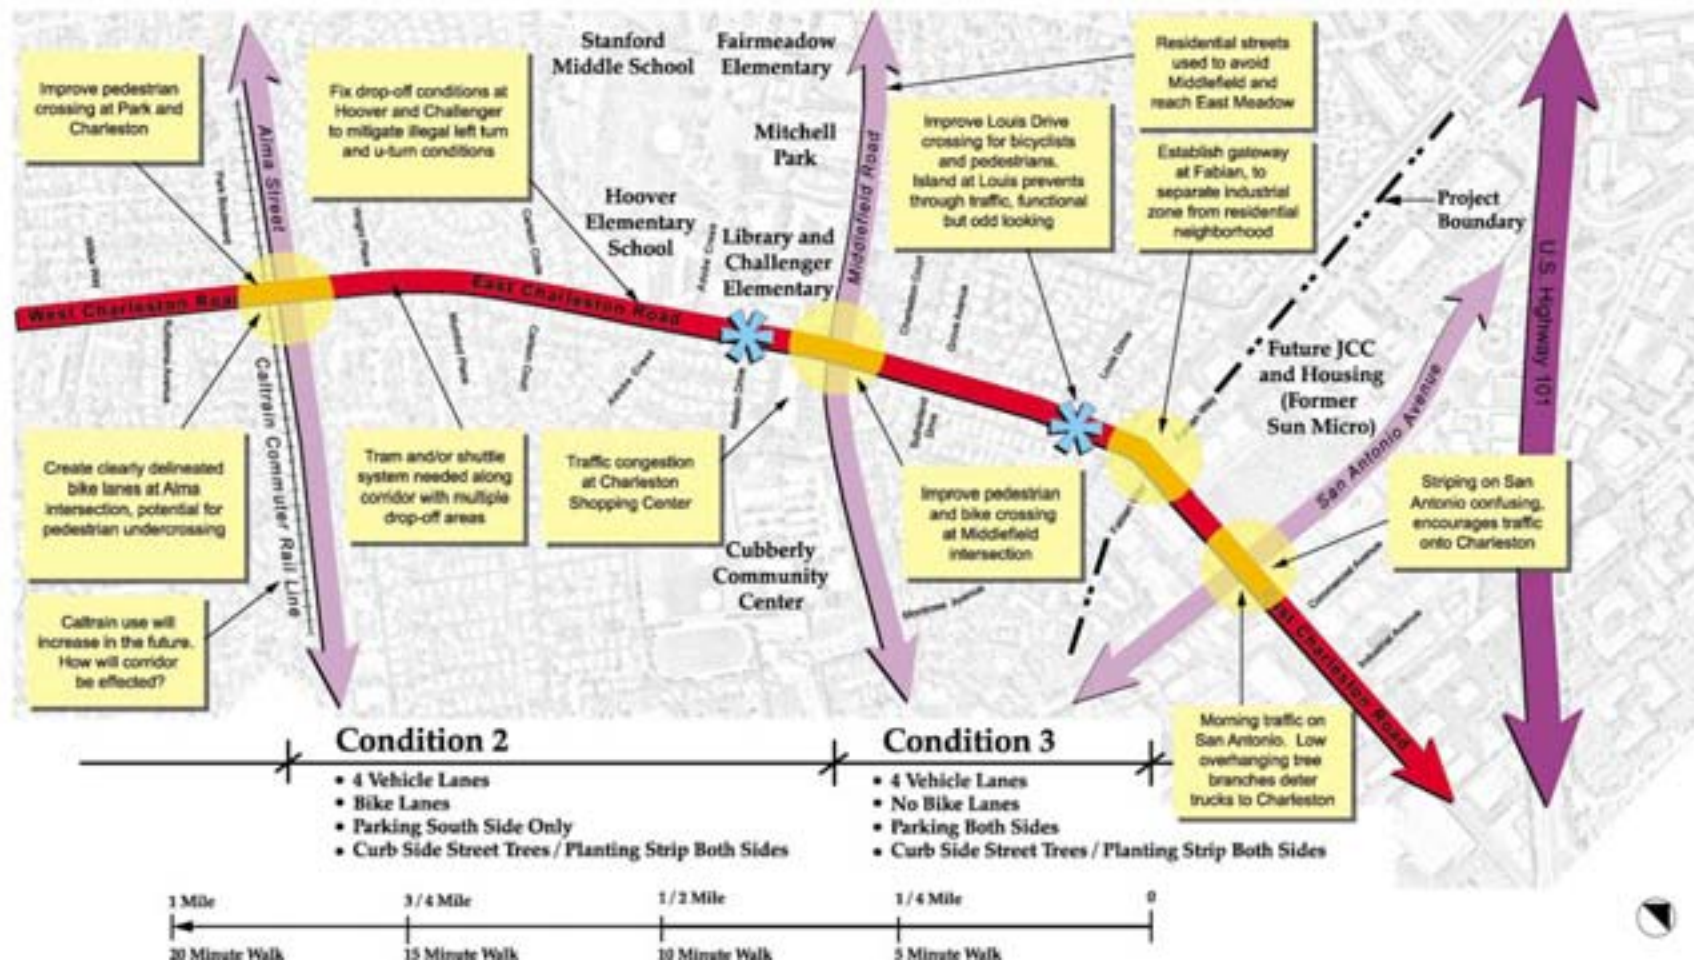 Improve pedestrian
crossing at Park and
Charleston
Alma Street
Fix drop-off conditions at
Hoover and Challenger
to mitigate illegal left turn
and u-turn conditions
Stanford
Middle School
Fairmeadow
Elementary
Mitchell
Park
Hoover
Elementary
School
Library and
Challenger
Elementary
Middlefield Road
Improve Louis Drive
crossing for bicyclists
and pedestrians.
Island at Louis prevents
through traffic, functional
but odd looking
Residential streets
used to avoid
Middlefield and
reach East Meadow
Establish gateway
at Fabian, to
separate industrial
zone from residential
neighborhood
Project
Boundary
U.S. Highway 101
West Charleston Road
East Charleston Road
Charleston Court
Louis Drive
Future JCC
and Housing
(Former
Sun Micro)
San Antonio Avenue
Create clearly delineated
bike lanes at Alma
intersection, potential for
pedestrian undercrossing
Caltrain Commuter Rail Line
Caltrain use will
increase in the future.
How will corridor
be effected?
Tram and/or shuttle
system needed along
corridor with multiple
drop-off areas
Traffic congestion
at Charleston
Shopping Center
Cubberly
Community
Center
Improve pedestrian
and bike crossing
at Middlefield
intersection
Montrose Avenue
Striping on San
Antonio confusing,
encourages traffic
onto Charleston
Industrial Avenue
East Charleston Road
Morning traffic on
San Antonio. Low
overhanging tree
branches deter
trucks to Charleston
Condition 2
• 4 Vehicle Lanes
• Bike Lanes
• Parking South Side Only
• Curb Side Street Trees / Planting Strip Both Sides
Condition 3
• 4 Vehicle Lanes
• No Bike Lanes
• Parking Both Sides
• Curb Side Street Trees / Planting Strip Both Sides
1 Mile
3/4 Mile
1/2 Mile
1/4 Mile
0
20 Minute Walk
15 Minute Walk
10 Minute Walk
5 Minute Walk